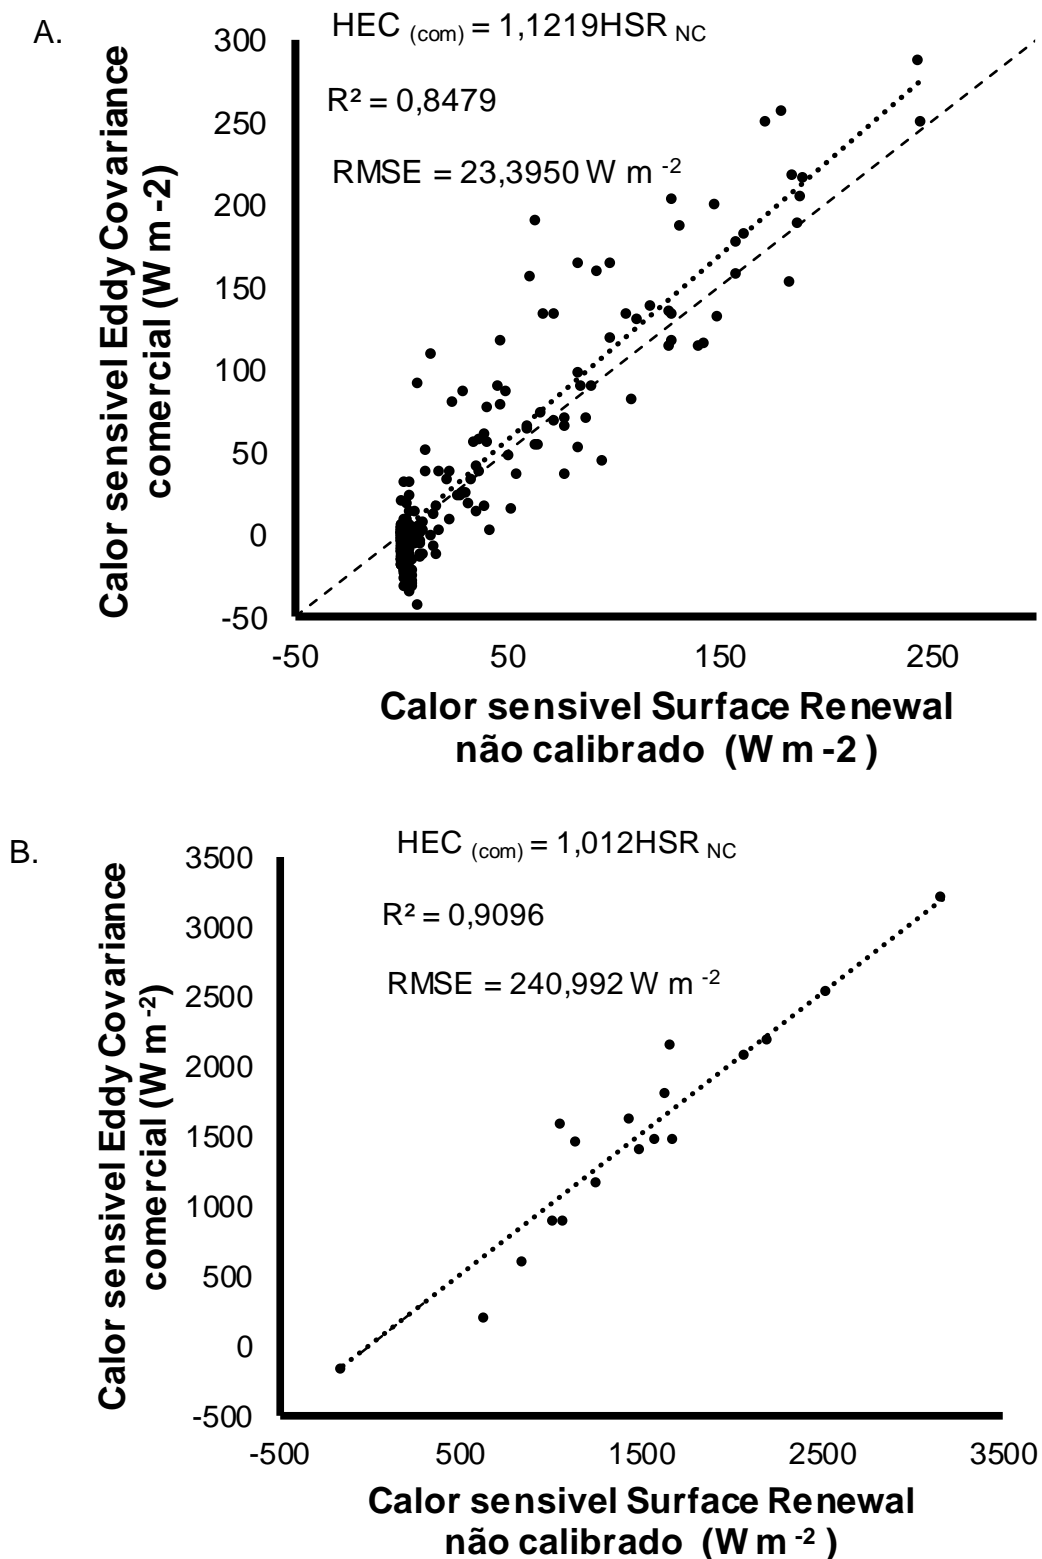 A.
HEC (com) = 1,1219HSR NC
R² = 0,8479
RMSE = 23,3950 W m -2
Calor sensivel Eddy Covariance
comercial (W m -2)
300
250
200
150
100
50
0
-50
-50 50 150 250
Calor sensivel Surface Renewal
não calibrado (W m -2 )
B.
HEC (com) = 1,012HSR NC
R² = 0,9096
RMSE = 240,992 W m -2
Calor sensivel Eddy Covariance
comercial (W m -2)
3500
3000
2500
2000
1500
1000
500
0
-500
-500 500 1500 2500 3500
Calor sensivel Surface Renewal
não calibrado (W m -2 )